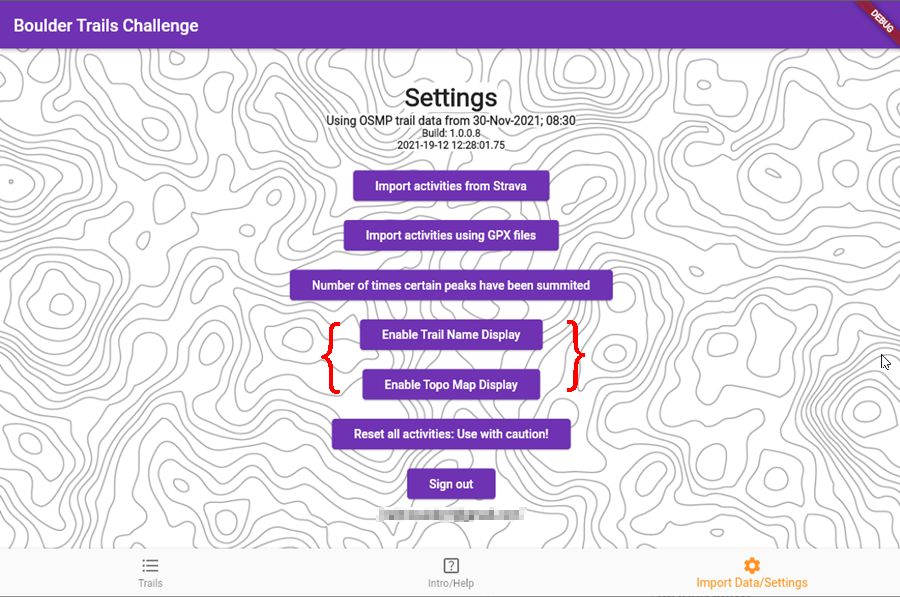 Boulder Trails Challenge
DEBUG
Settings
Using OSMP trail data from 30-Nov-2021; 08:30
Build: 1.0.0.8
2021-19-12 12:28:01.75
Import activities from Strava
Import activities using GPX files
Number of times certain peaks have been summited
Enable Trail Name Display
Enable Topo Map Display
Reset all activities: Use with caution!
Sign out
Trails
Intro/Help
Import Data/Settings